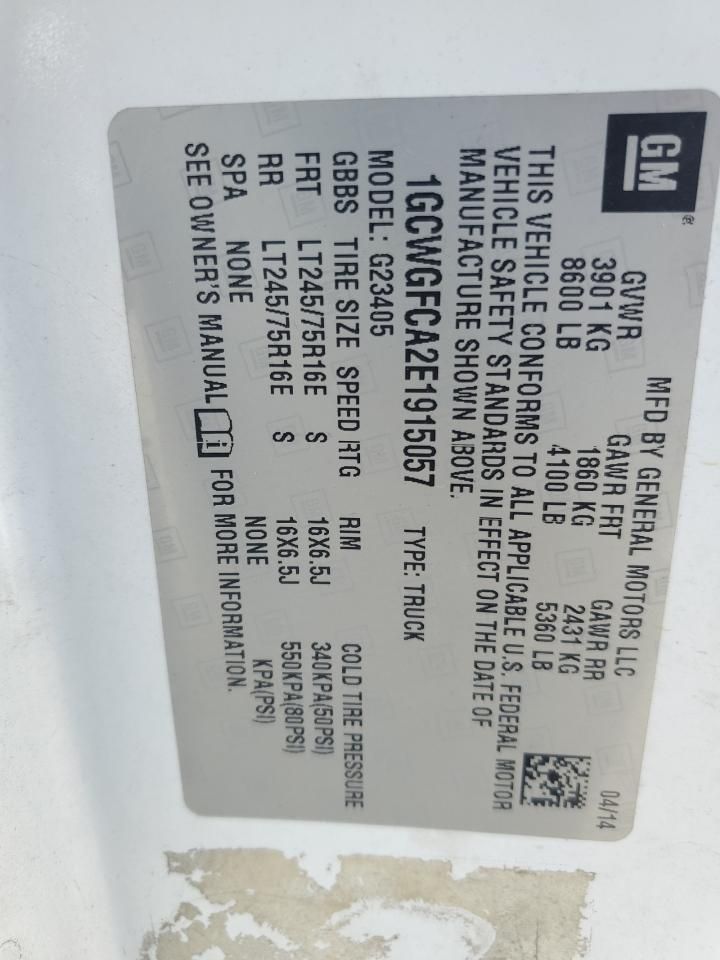 GM
®
MFD BY GENERAL MOTORS LLC 04/14
GVWR GAWR FRT GAWR RR
3901 KG 1860 KG 2431 KG
8600 LB 4100 LB 5360 LB
THIS VEHICLE CONFORMS TO ALL APPLICABLE U.S. FEDERAL MOTOR
VEHICLE SAFETY STANDARDS IN EFFECT ON THE DATE OF
MANUFACTURE SHOWN ABOVE.
1GCWGFCA2E1915057 TYPE: TRUCK
MODEL: G23405
GBBS TIRE SIZE SPEED RTG RIM COLD TIRE PRESSURE
FRT LT245/75R16E S 16X6.5J 340KPA(50PSI)
RR LT245/75R16E S 16X6.5J 550KPA(80PSI)
SPA NONE NONE KPA(PSI)
SEE OWNER'S MANUAL FOR MORE INFORMATION.